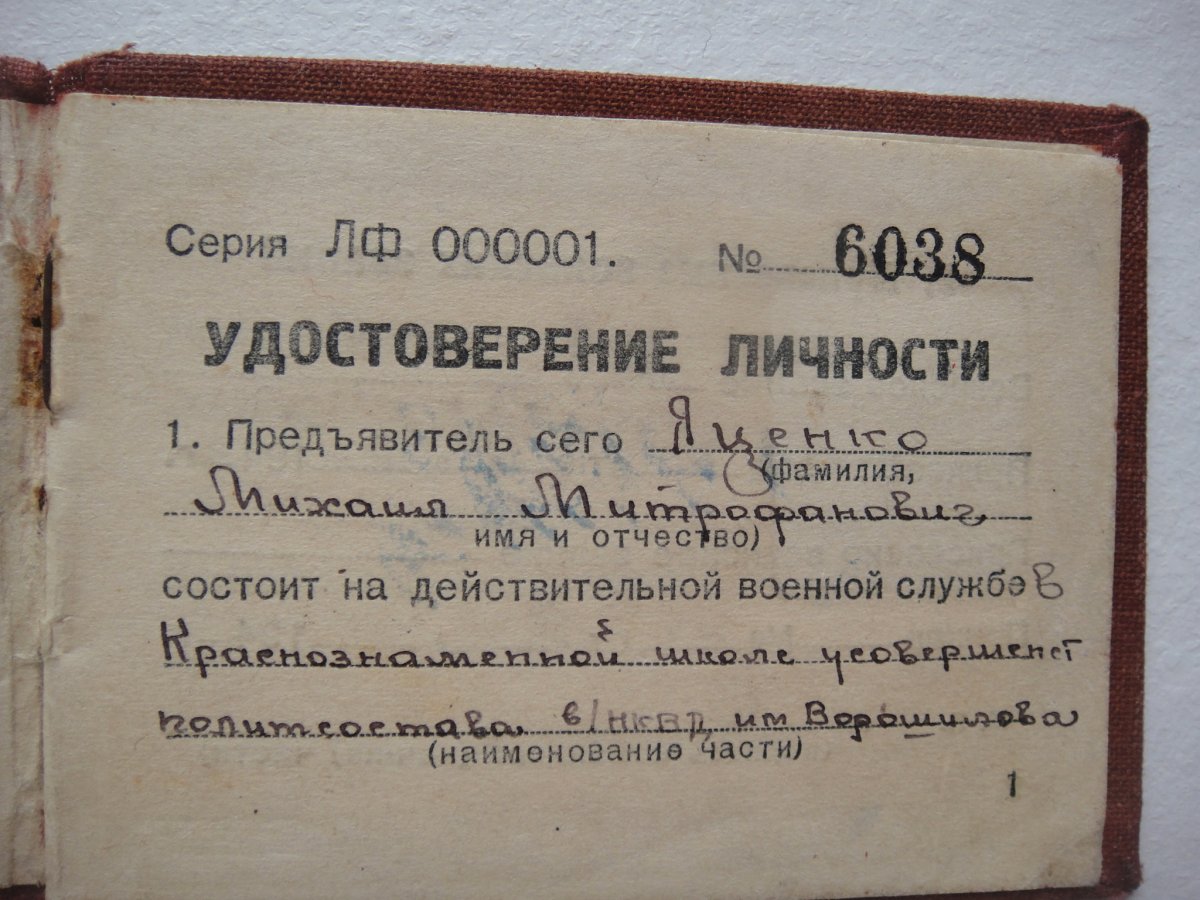 Серия ЛФ 000001. № 6038
УДОСТОВЕРЕНИЕ ЛИЧНОСТИ
1. Предъявитель сего Яценко
(фамилия,
Михаил Митрофанович
имя и отчество)
состоит на действительной военной службе в
Краснознаменной школе усовершенст
политсостава в/НКВД им Ворошилова
(наименование части)
1